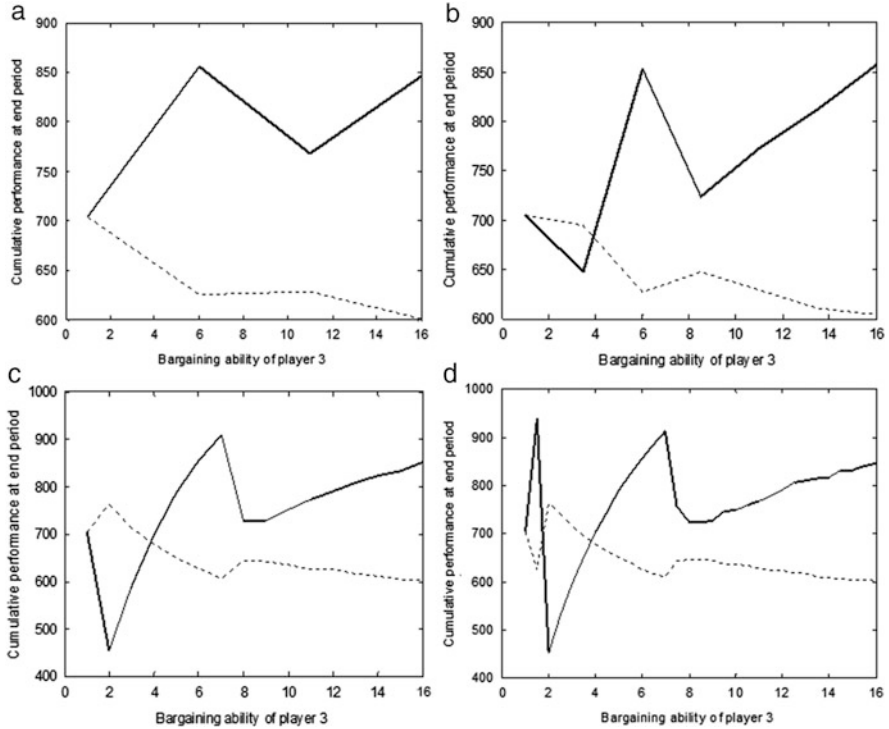 a
900
850
800
750
700
650
600
0 2 4 6 8 10 12 14 16
Cumulative performance at end period
Bargaining ability of player 3
b
900
850
800
750
700
650
600
0 2 4 6 8 10 12 14 16
Cumulative performance at end period
Bargaining ability of player 3
c
1000
900
800
700
600
500
400
0 2 4 6 8 10 12 14 16
Cumulative performance at end period
Bargaining ability of player 3
d
1000
900
800
700
600
500
400
0 2 4 6 8 10 12 14 16
Cumulative performance at end period
Bargaining ability of player 3